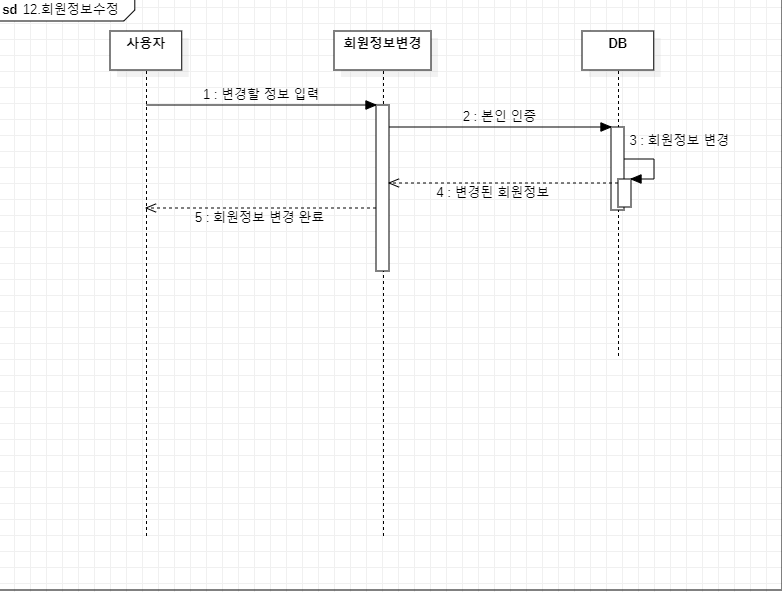 sd 12.회원정보수정
사용자
회원정보변경
DB
1 : 변경할 정보 입력
2 : 본인 인증
3 : 회원정보 변경
4 : 변경된 회원정보
5 : 회원정보 변경 완료